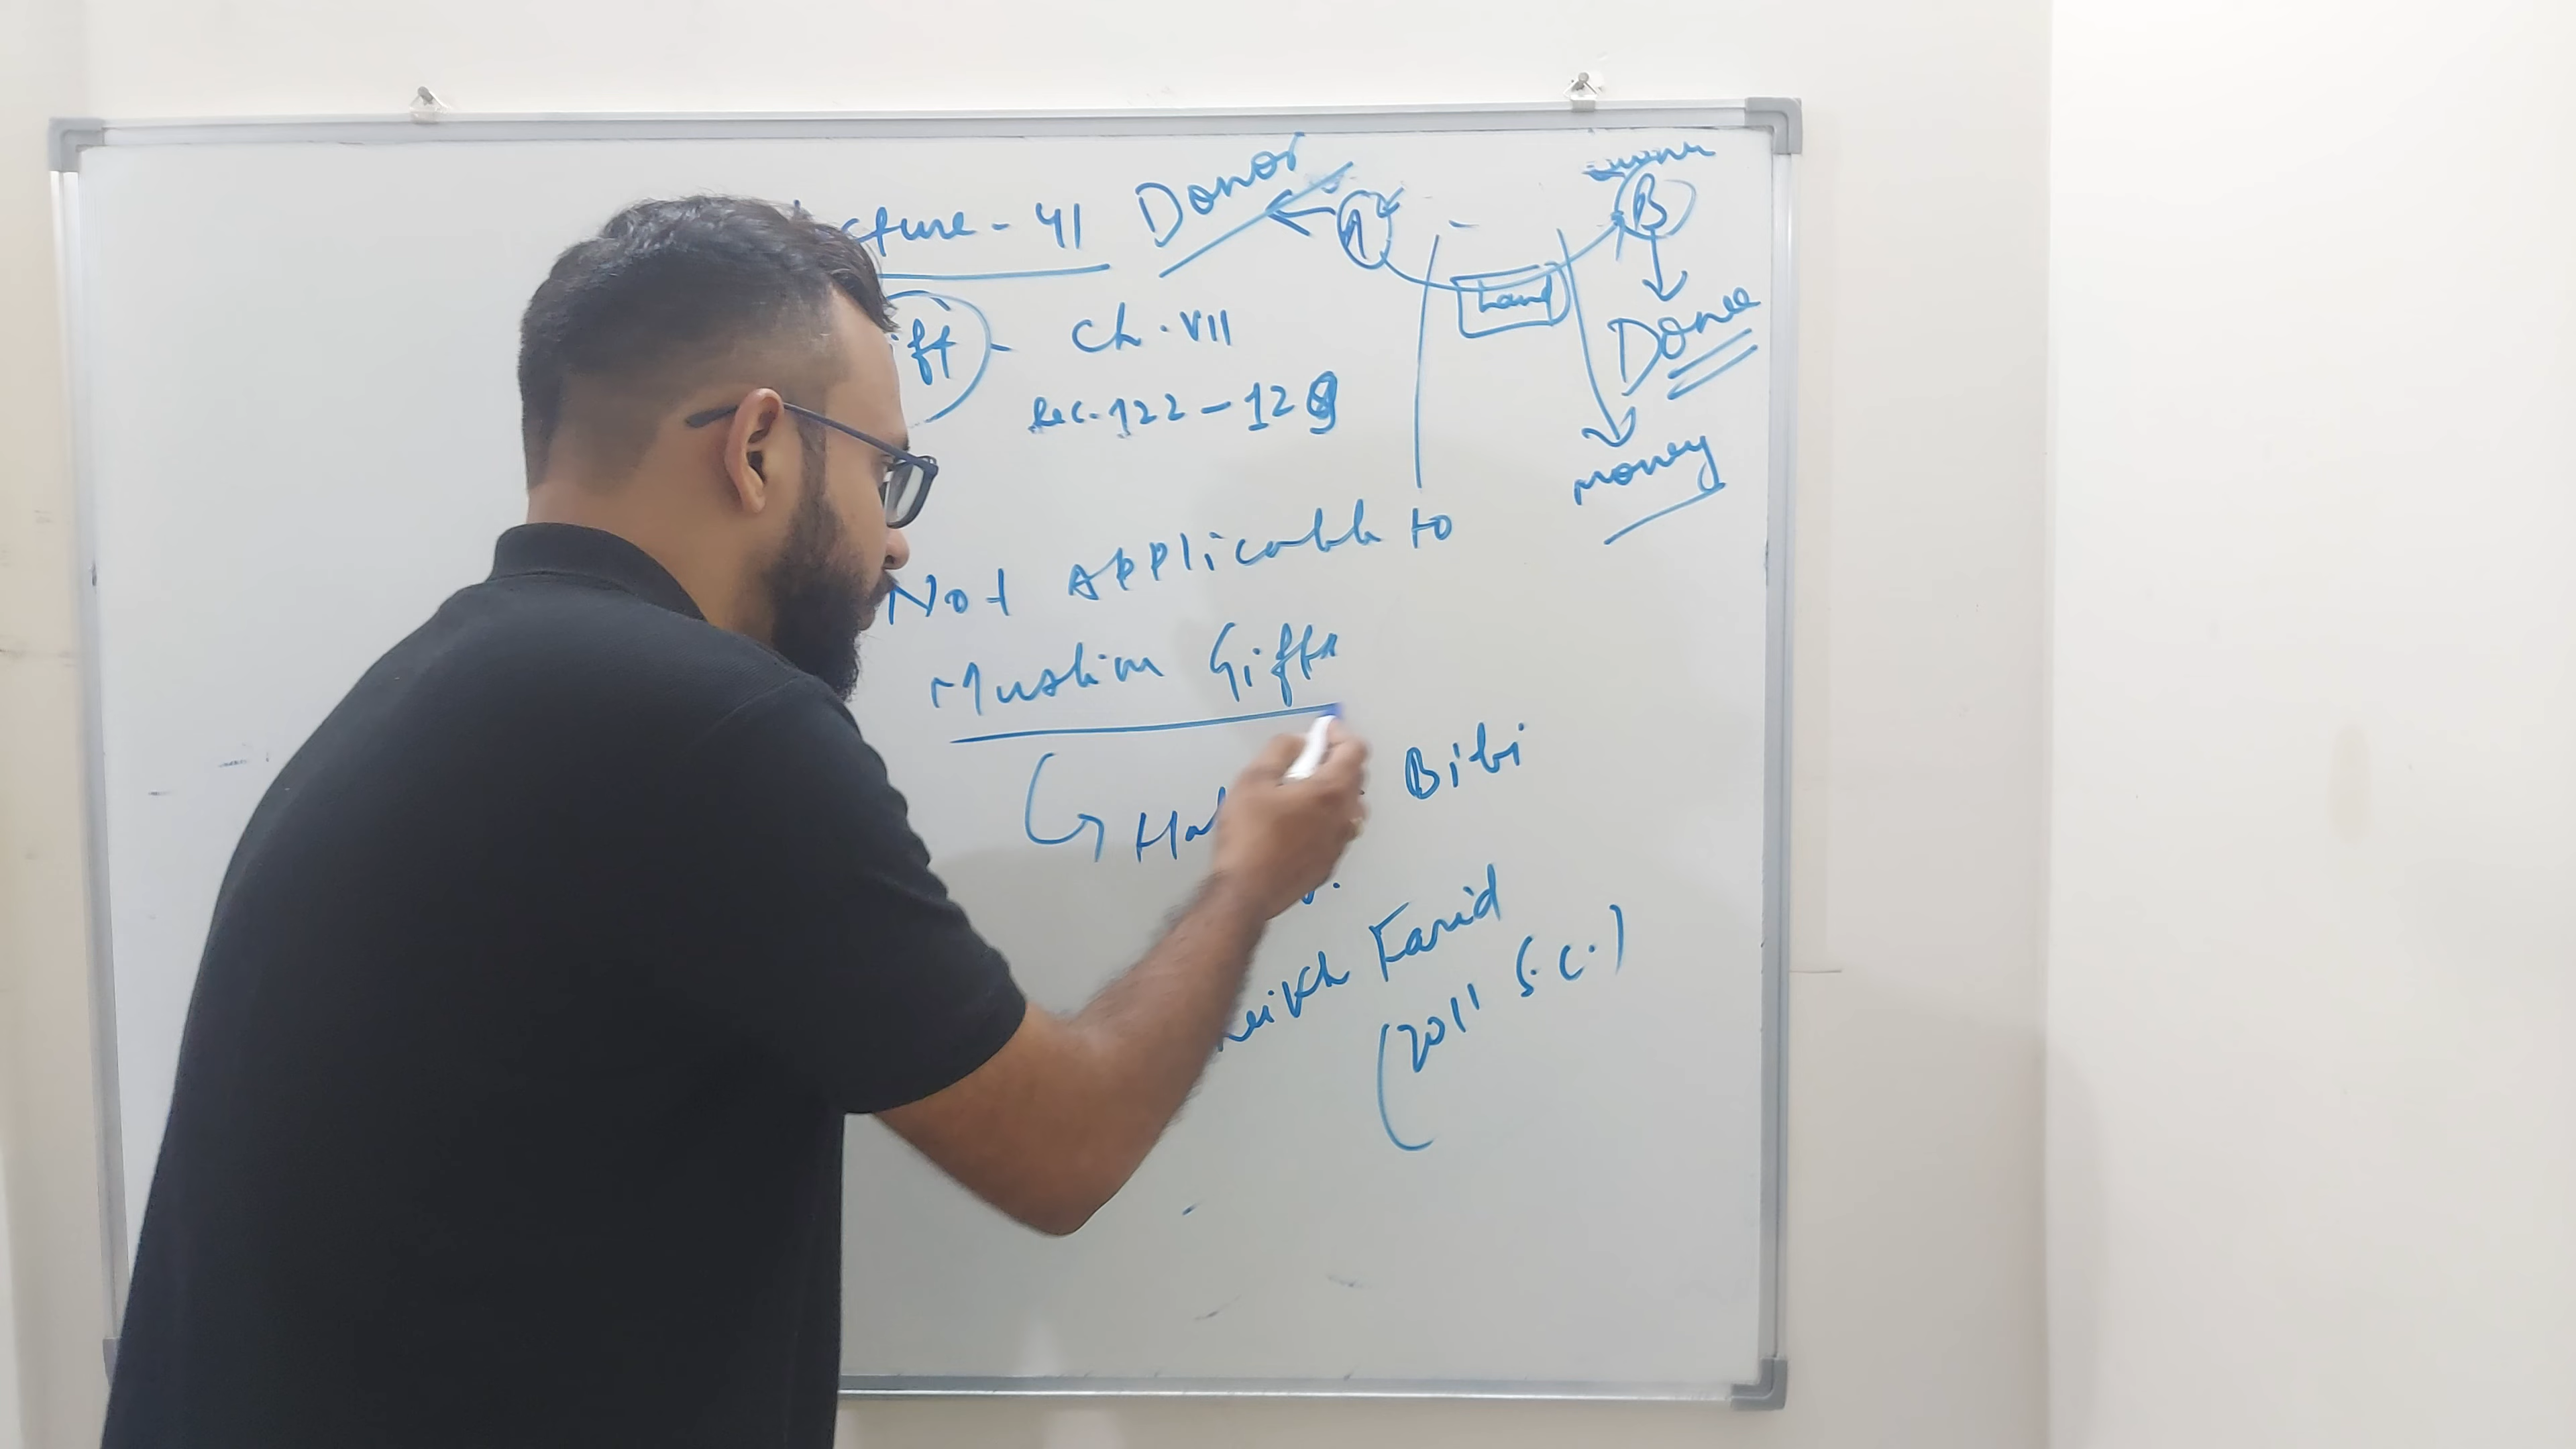 cture - 41
Donor
A
B
Land
Donee
money
ift - Ch. VII
Sec. 122 - 129
Not Applicable to
Muslim Gifts
Bibi
v.
eikh Farid
(2011 S.C.)